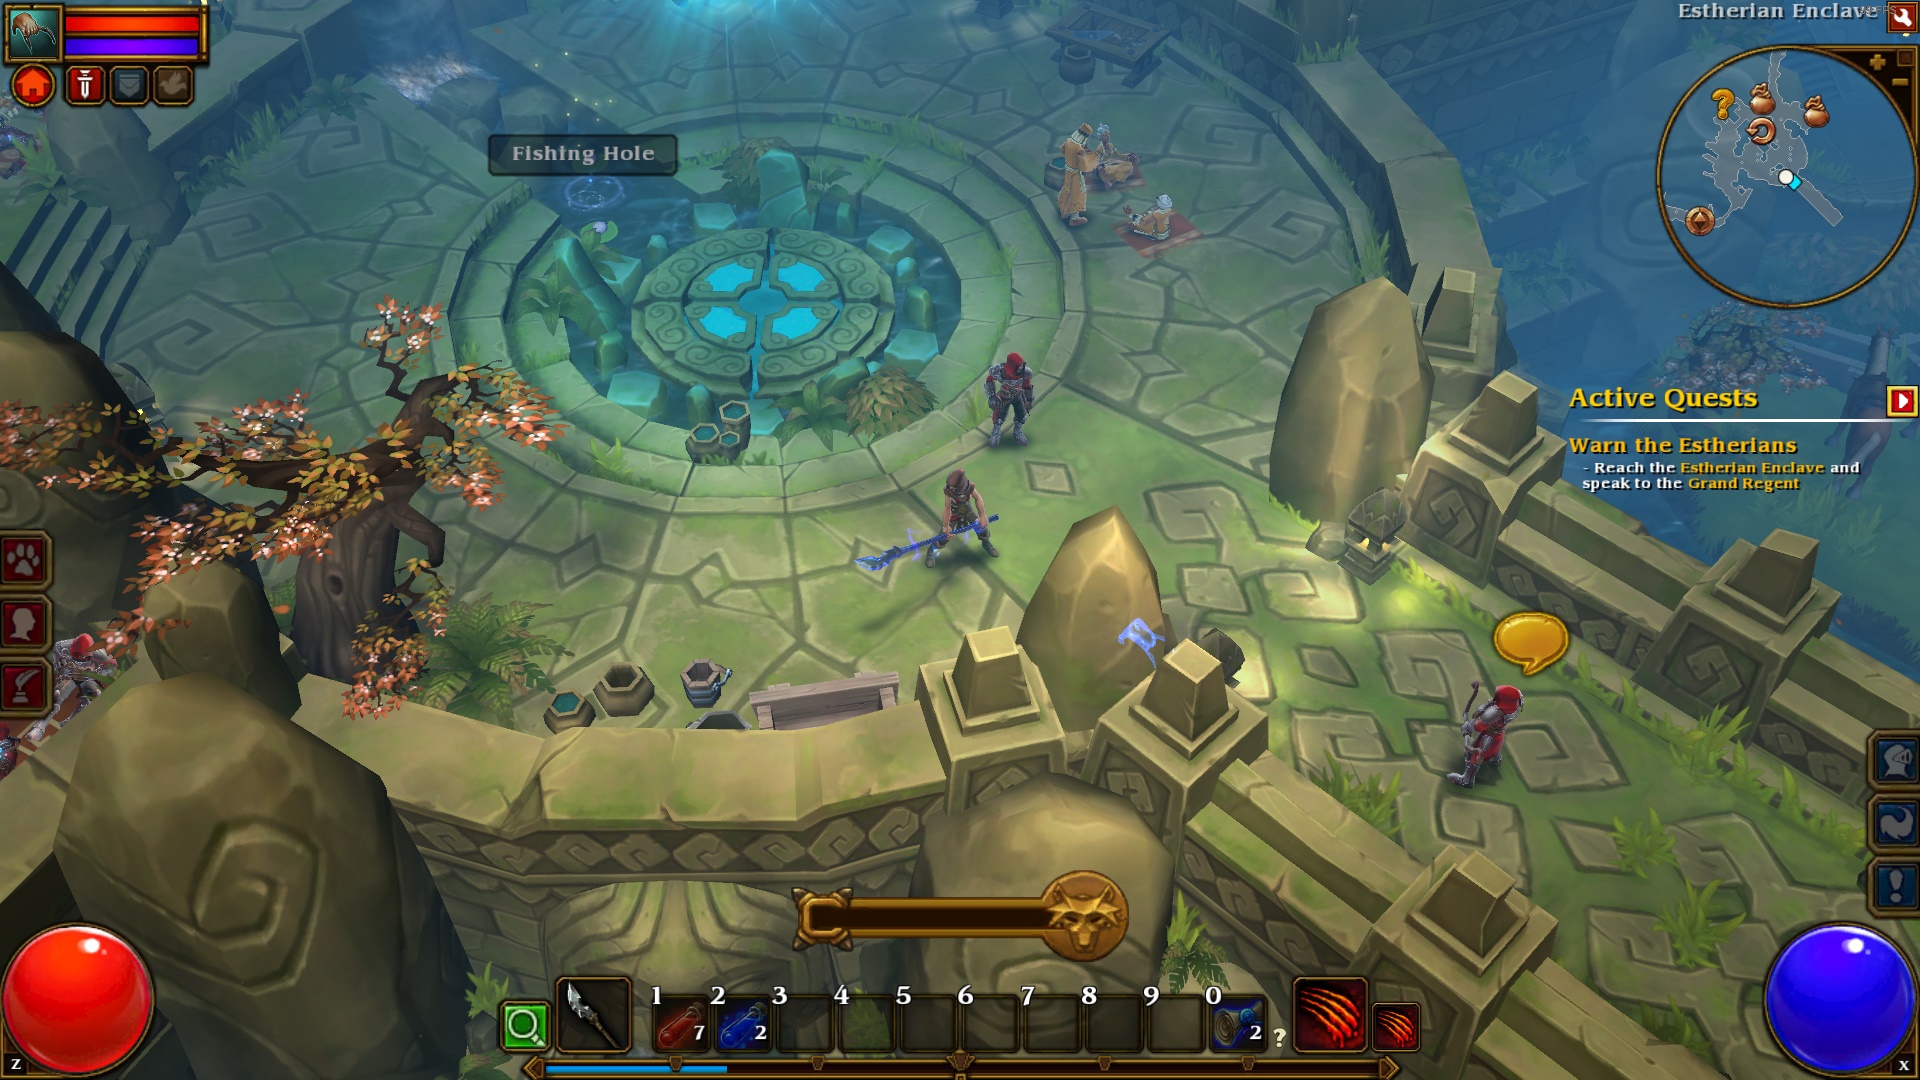 Estherian Enclave
Fishing Hole
Active Quests
Warn the Estherians
- Reach the Estherian Enclave and
speak to the Grand Regent
1 2 3 4 5 6 7 8 9 0
7 2 2 ?
Z X